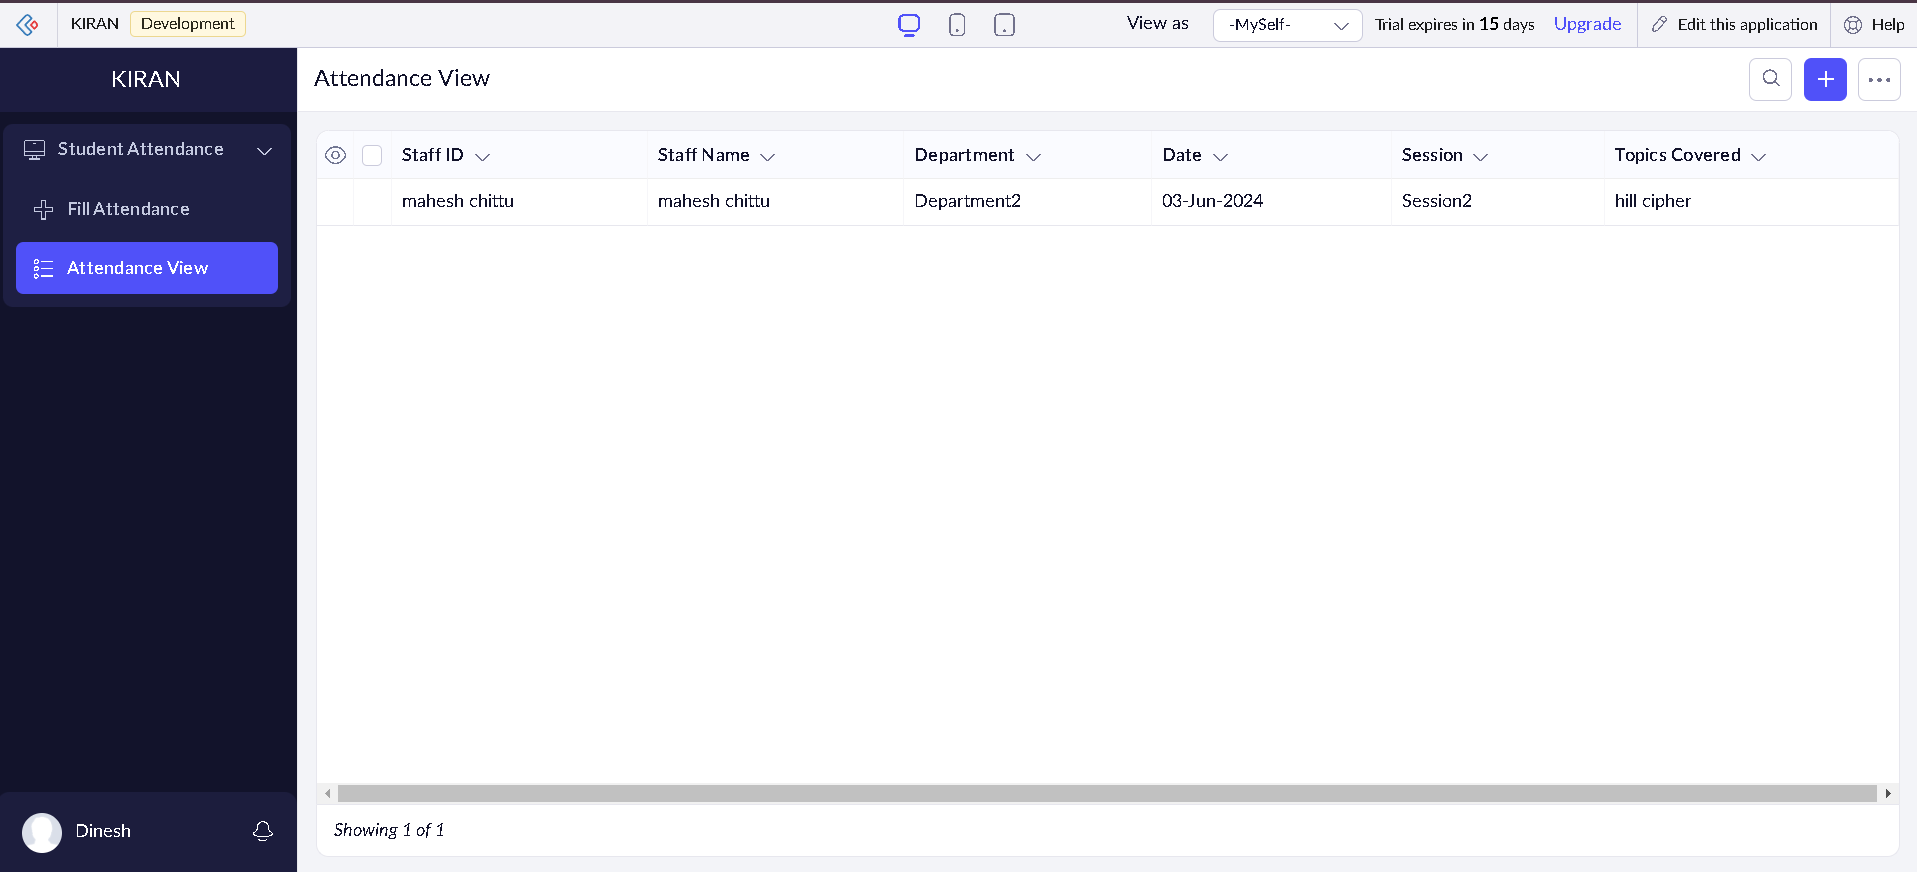 KIRAN Development View as -MySelf- Trial expires in 15 days Upgrade Edit this application Help
KIRAN
Attendance View
Student Attendance
Fill Attendance
Attendance View
Staff ID Staff Name Department Date Session Topics Covered
mahesh chittu mahesh chittu Department2 03-Jun-2024 Session2 hill cipher
Showing 1 of 1
Dinesh